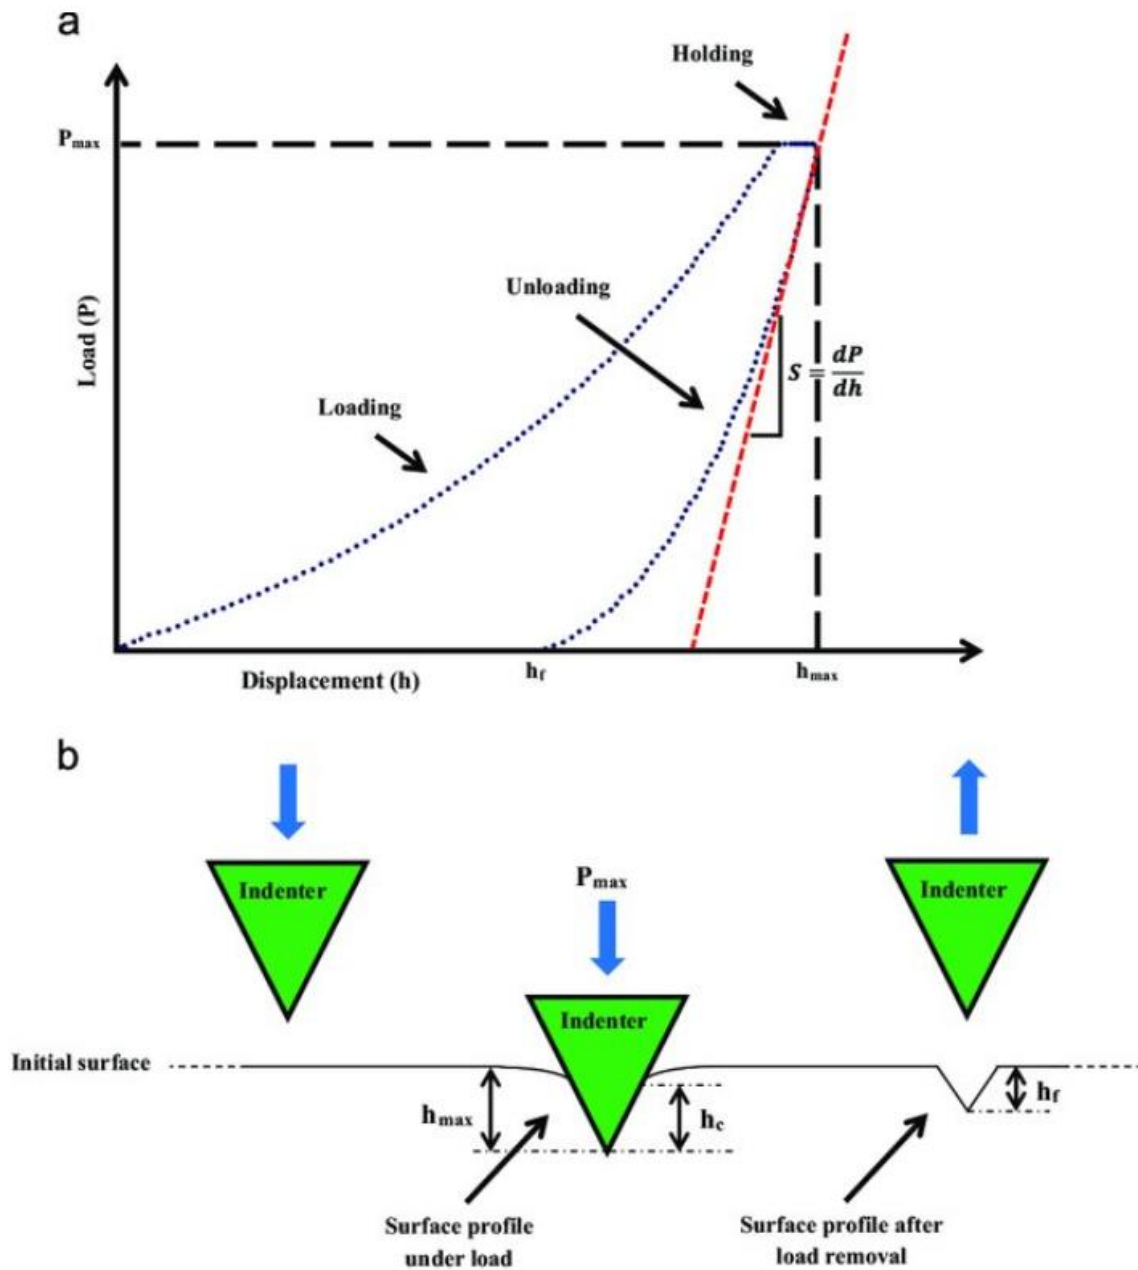 a
Holding
Pmax
Unloading
S = dP/dh
Load (P)
Loading
Displacement (h)
hf
hmax
b
Indenter
Pmax
Indenter
Indenter
Initial surface
hmax
hc
hf
Surface profile
under load
Surface profile after
load removal